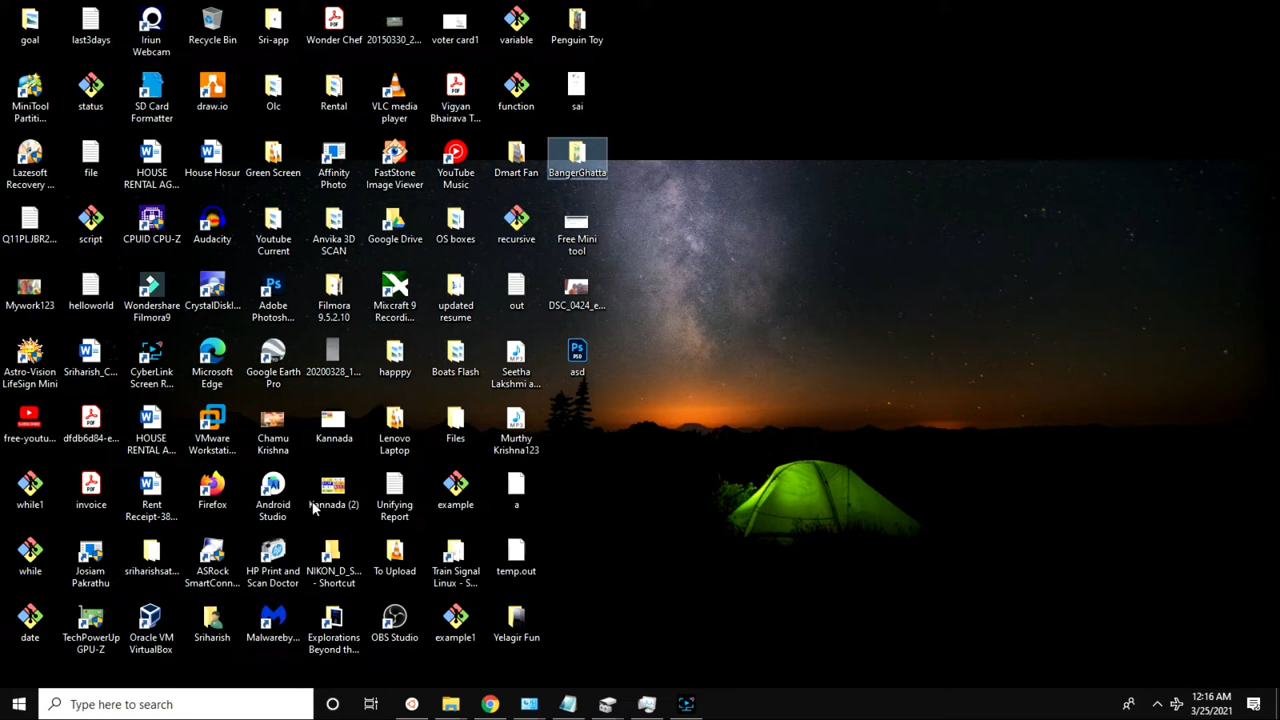 goal
last3days
Iriun
Webcam
Recycle Bin
Sri-app
Wonder Chef
20150330_2...
voter card1
variable
Penguin Toy
MiniTool
Partiti...
status
SD Card
Formatter
draw.io
Olc
Rental
VLC media
player
Vigyan
Bhairava T...
function
sai
Lazesoft
Recovery ...
file
HOUSE
RENTAL AG...
House Hosur
Green Screen
Affinity
Photo
FastStone
Image Viewer
YouTube
Music
Dmart Fan
BangerGhatta
Q11PLJBR2...
script
CPUID CPU-Z
Audacity
Youtube
Current
Anvika 3D
SCAN
Google Drive
OS boxes
recursive
Free Mini
tool
Mywork123
helloworld
Wondershare
Filmora9
CrystalDiskI...
Adobe
Photosh...
Filmora
9.5.2.10
Mixcraft 9
Recordi...
updated
resume
out
DSC_0424_e...
Astro-Vision
LifeSign Mini
Sriharish_C...
CyberLink
Screen R...
Microsoft
Edge
Google Earth
Pro
20200328_1...
happpy
Boats Flash
Seetha
Lakshmi a...
asd
free-youtu...
dfdb6d84-e...
HOUSE
RENTAL A...
VMware
Workstati...
Chamu
Krishna
Kannada
Lenovo
Laptop
Files
Murthy
Krishna123
while1
invoice
Rent
Receipt-38...
Firefox
Android
Studio
Kannada (2)
Unifying
Report
example
a
while
Josiam
Pakrathu
sriharishsat...
ASRock
SmartConn...
HP Print and
Scan Doctor
NIKON_D_S...
- Shortcut
To Upload
Train Signal
Linux - S...
temp.out
date
TechPowerUp
GPU-Z
Oracle VM
VirtualBox
Sriharish
Malwareby...
Explorations
Beyond th...
OBS Studio
example1
Yelagir Fun
Type here to search
12:16 AM
3/25/2021